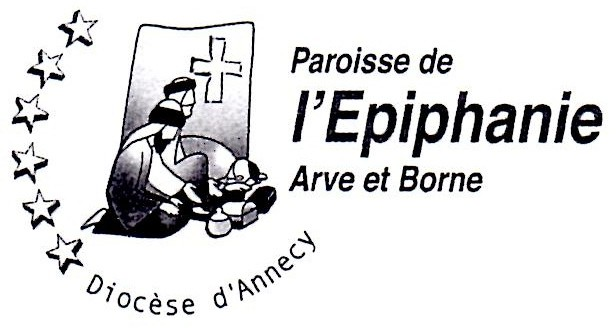 Paroisse de
l'Epiphanie
Arve et Borne
Diocèse d'Annecy